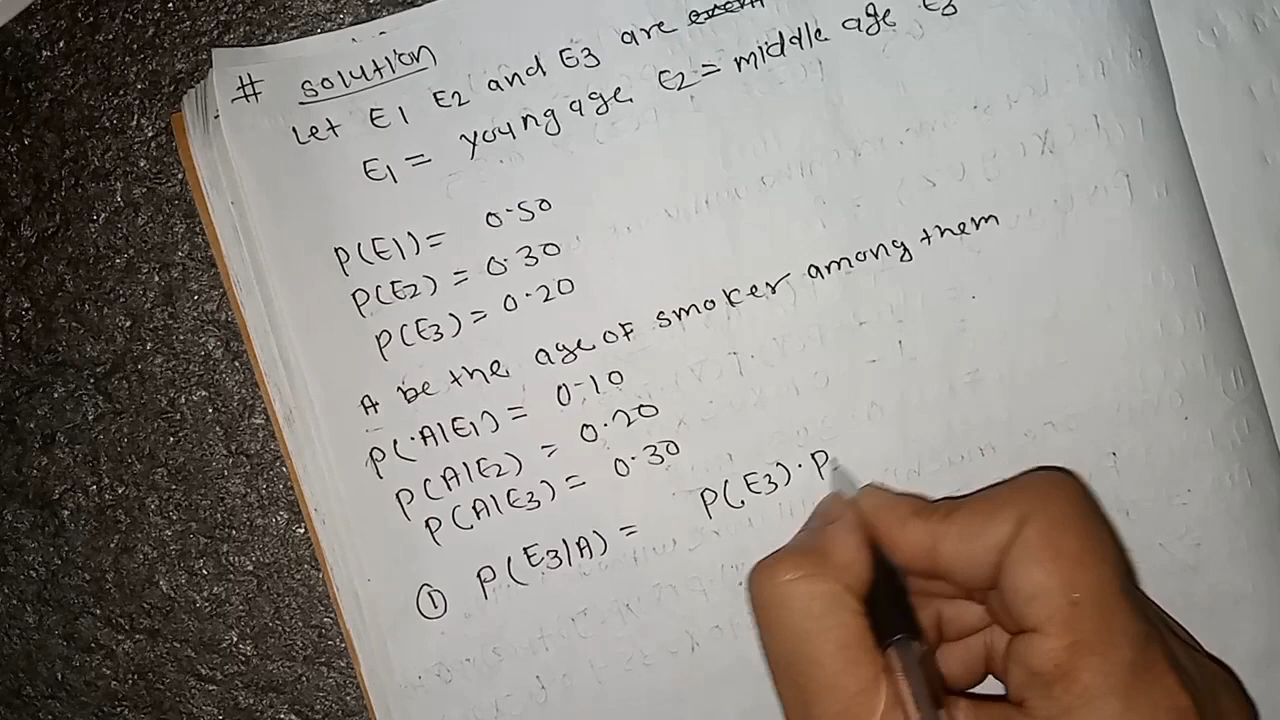 # solution
Let E1 E2 and E3 are
E1 = young age E2 = middle age E3
P(E1) = 0.50
P(E2) = 0.30
P(E3) = 0.20
A be the age of smoker among them
P(A|E1) = 0.10
P(A|E2) = 0.20
P(A|E3) = 0.30
① P(E3|A) = P(E3) · P